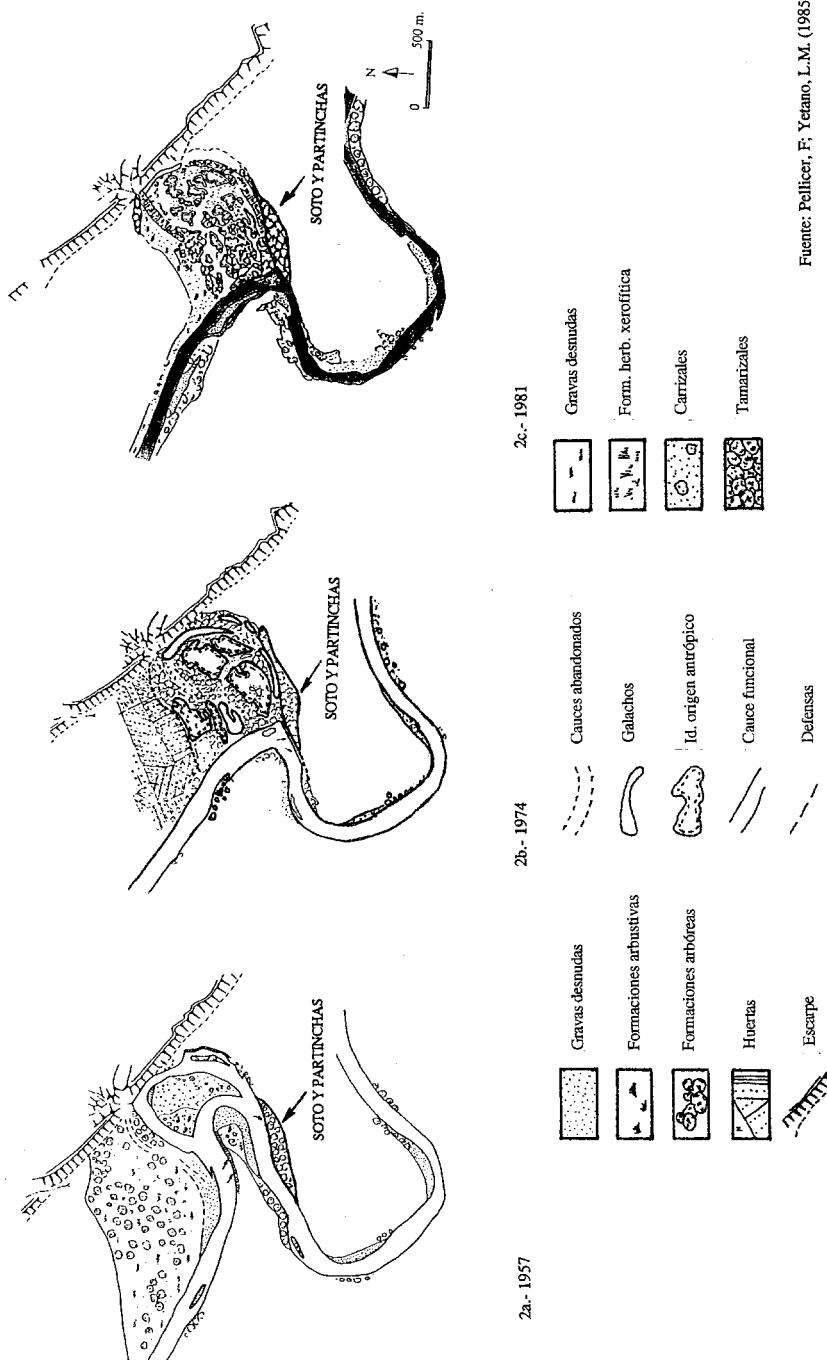 SOTO Y PARTINCHAS
2a.- 1957
SOTO Y PARTINCHAS
2b.- 1974
SOTO Y PARTINCHAS
N
0 500 m.
2c.- 1981
Gravas desnudas
Formaciones arbustivas
Formaciones arbóreas
Huertas
Escarpe
Cauces abandonados
Galachos
Id. origen antrópico
Cauce funcional
Defensas
Gravas desnudas
Form. herb. xerofítica
Carrizales
Tamarizales
Fuente: Pellicer, F; Yetano, L.M. (1985